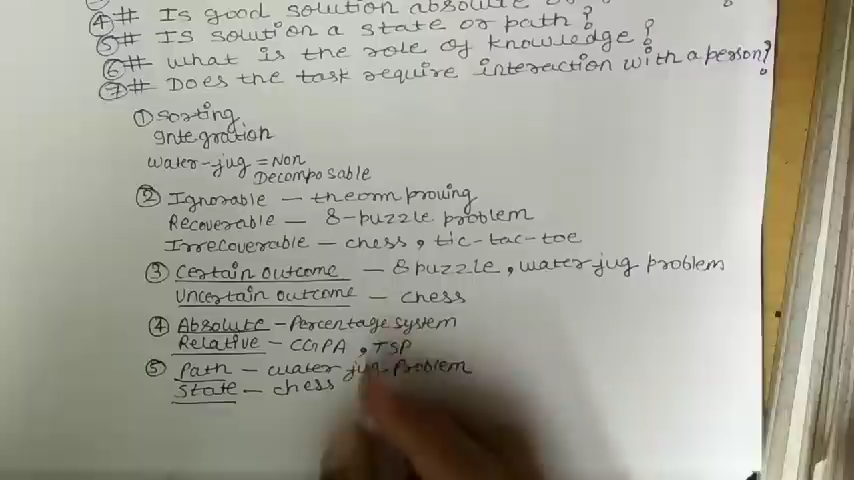 ④# Is good solution absolute
⑤# Is solution a state or path?
⑥# what is the role of knowledge?
⑦# Does the task require interaction with a person?
① Sorting
Integration
water-jug = Non
Decomposable
② Ignorable — theorm proving
Recoverable — 8-puzzle problem
Irrecoverable — chess, tic-tac-toe
③ Certain outcome — 8 puzzle, water jug problem
Uncertain outcome — chess
④ Absolute - Percentage system
Relative — CGPA, TSP
⑤ Path — water jug Problem
State — chess